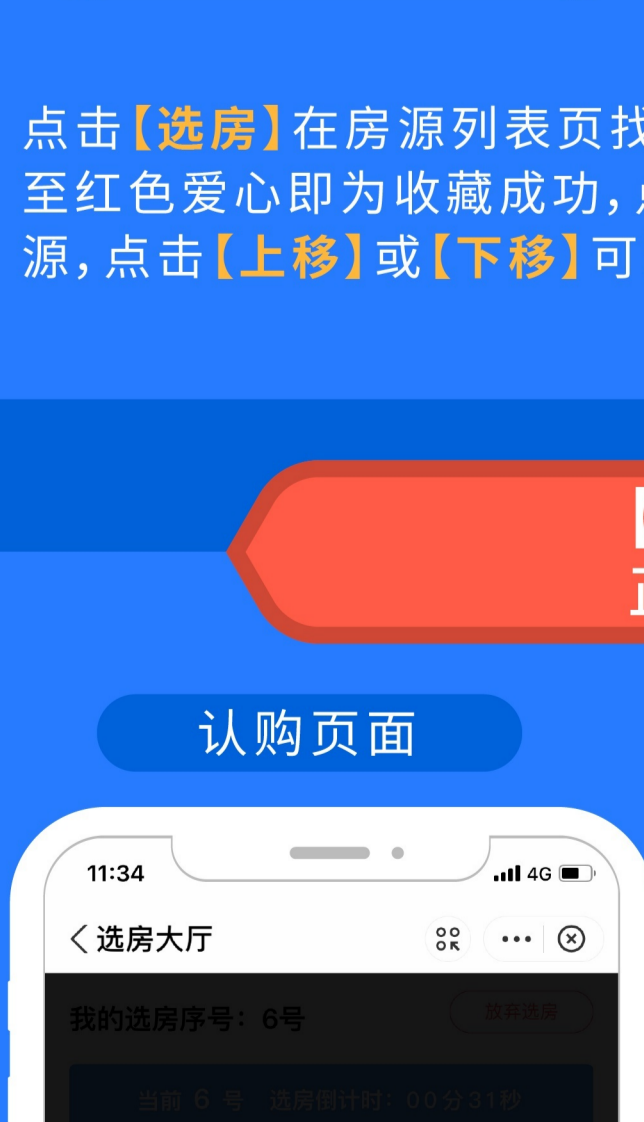 点击【选房】在房源列表页找
至红色爱心即为收藏成功，
源，点击【上移】或【下移】可
认购页面
11:34
4G
选房大厅
我的选房序号：6号
放弃选房
当前 6 号 选房倒计时：00分31秒